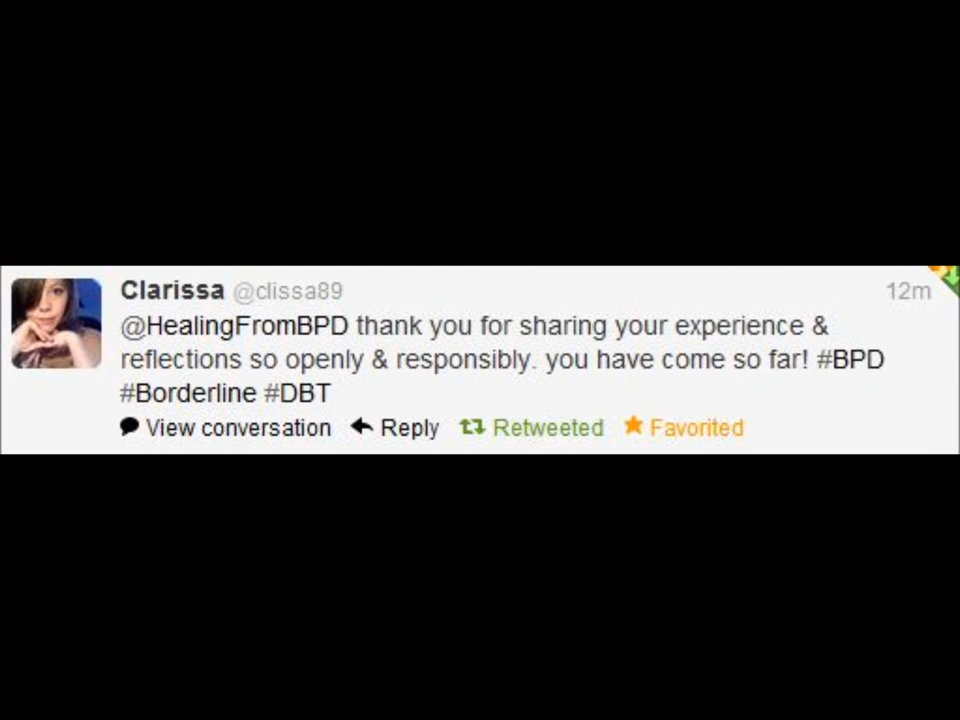 Clarissa @clissa89 12m
@HealingFromBPD thank you for sharing your experience &
reflections so openly & responsibly. you have come so far! #BPD
#Borderline #DBT
View conversation Reply Retweeted Favorited